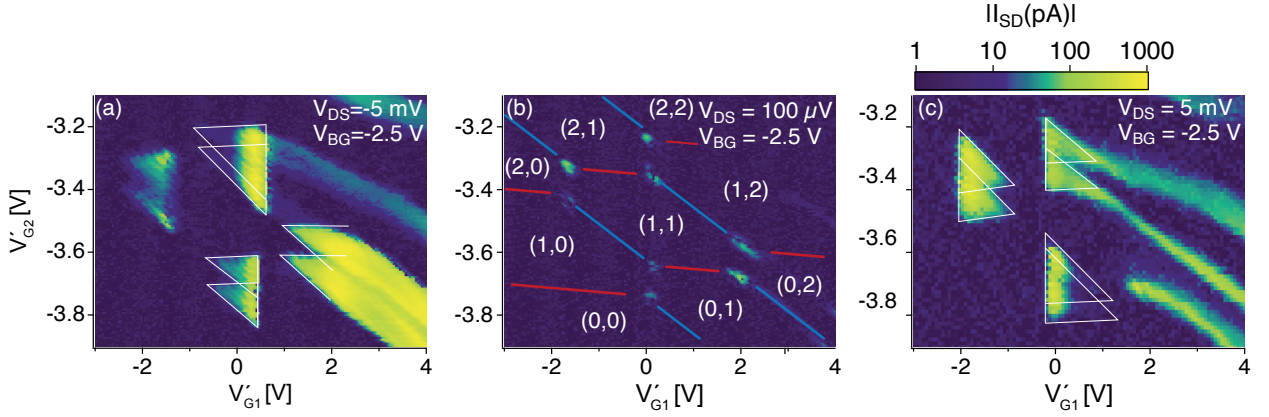 |I_SD(pA)|
1 10 100 1000
(a) V_DS=-5 mV
V_BG=-2.5 V
-3.2
-3.4
-3.6
-3.8
V′_G2 [V]
-2 0 2 4
V′_G1 [V]
(b) (2,2) V_DS = 100 µV
V_BG = -2.5 V
(2,1)
(2,0)
(1,2)
(1,1)
(1,0)
(0,2)
(0,1)
(0,0)
-3.2
-3.4
-3.6
-3.8
-2 0 2 4
V′_G1 [V]
(c) V_DS = 5 mV
V_BG = -2.5 V
-3.2
-3.4
-3.6
-3.8
-2 0 2 4
V′_G1 [V]